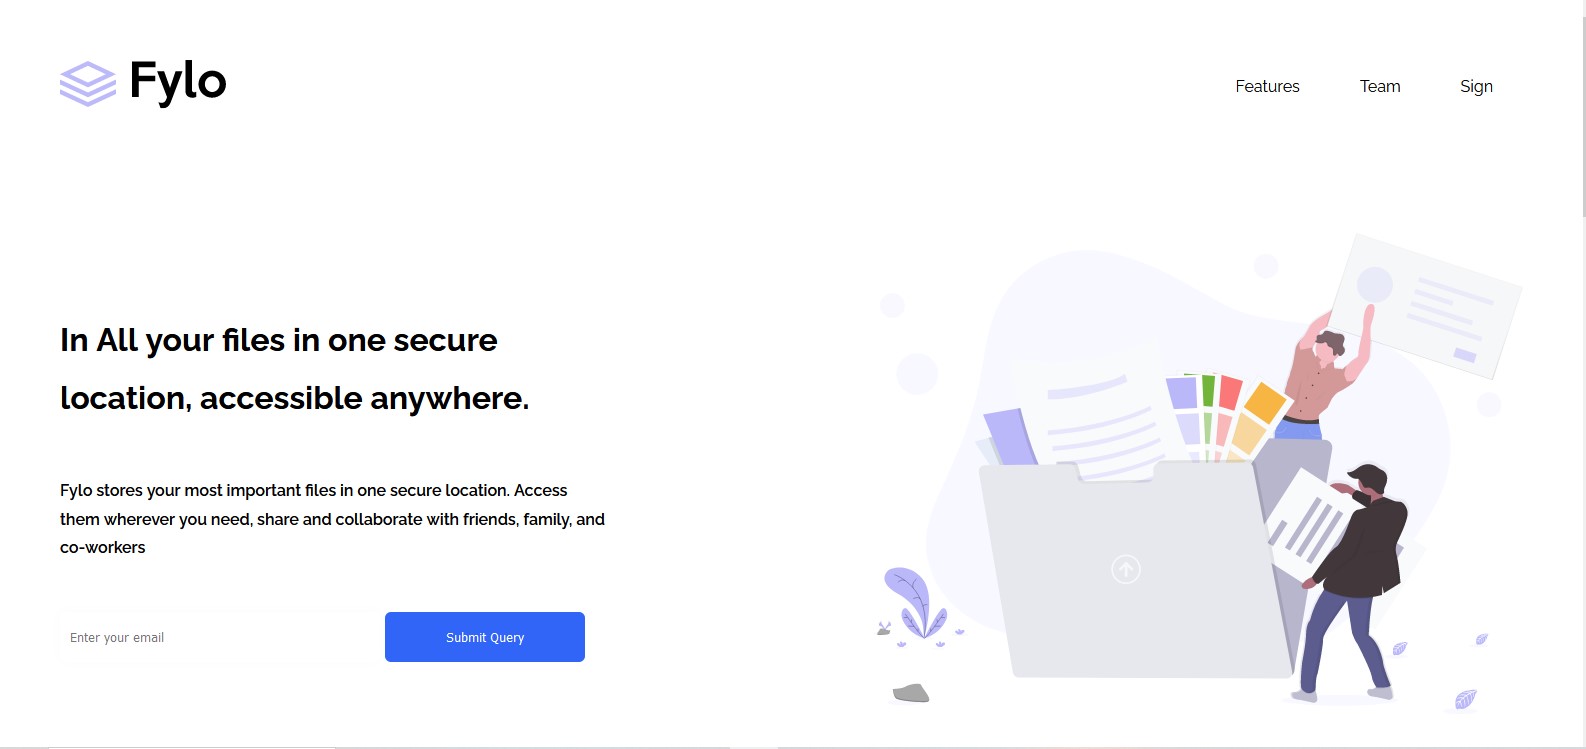 Fylo
Features Team Sign
In All your files in one secure
location, accessible anywhere.
Fylo stores your most important files in one secure location. Access
them wherever you need, share and collaborate with friends, family, and
co-workers
Enter your email
Submit Query